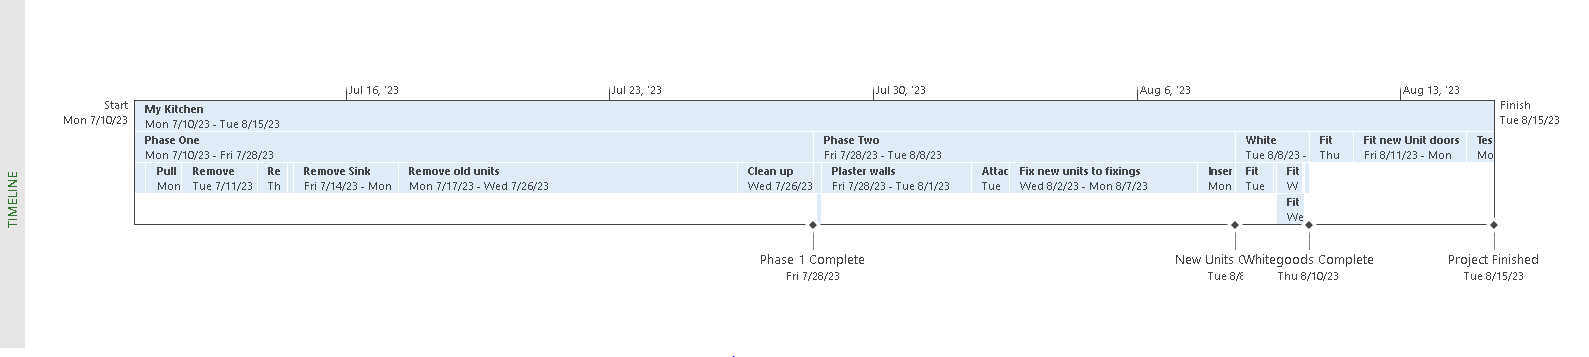 TIMELINE
Jul 16, '23
Jul 23, '23
Jul 30, '23
Aug 6, '23
Aug 13, '23
Start
Mon 7/10/23
My Kitchen
Mon 7/10/23 - Tue 8/15/23
Finish
Tue 8/15/23
Phase One
Mon 7/10/23 - Fri 7/28/23
Phase Two
Fri 7/28/23 - Tue 8/8/23
White
Tue 8/8/23 -
Fit
Thu
Fit new Unit doors
Fri 8/11/23 - Mon
Tes
Mo
Pull
Mon
Remove
Tue 7/11/23
Re
Th
Remove Sink
Fri 7/14/23 - Mon
Remove old units
Mon 7/17/23 - Wed 7/26/23
Clean up
Wed 7/26/23
Plaster walls
Fri 7/28/23 - Tue 8/1/23
Attac
Tue
Fix new units to fixings
Wed 8/2/23 - Mon 8/7/23
Inser
Mon
Fit
Tue
Fit
W
Fit
We
Phase 1 Complete
Fri 7/28/23
New Units
Tue 8/8
Whitegoods Complete
Thu 8/10/23
Project Finished
Tue 8/15/23